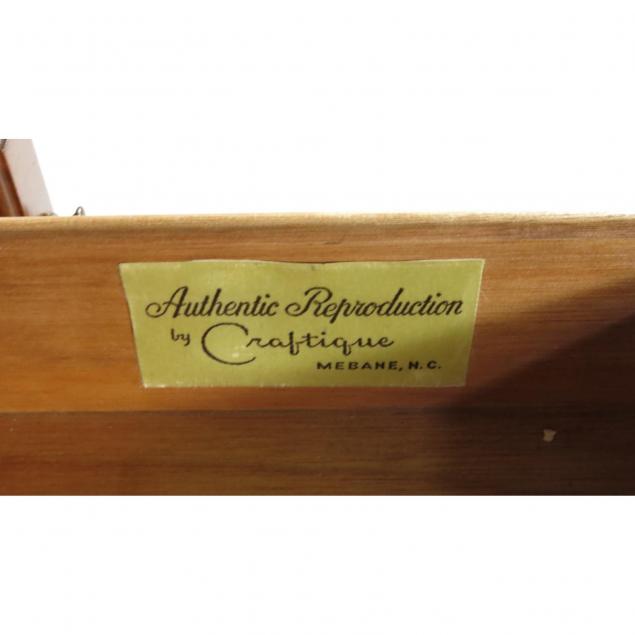 Authentic Reproduction
by Craftique
MEBANE, N.C.